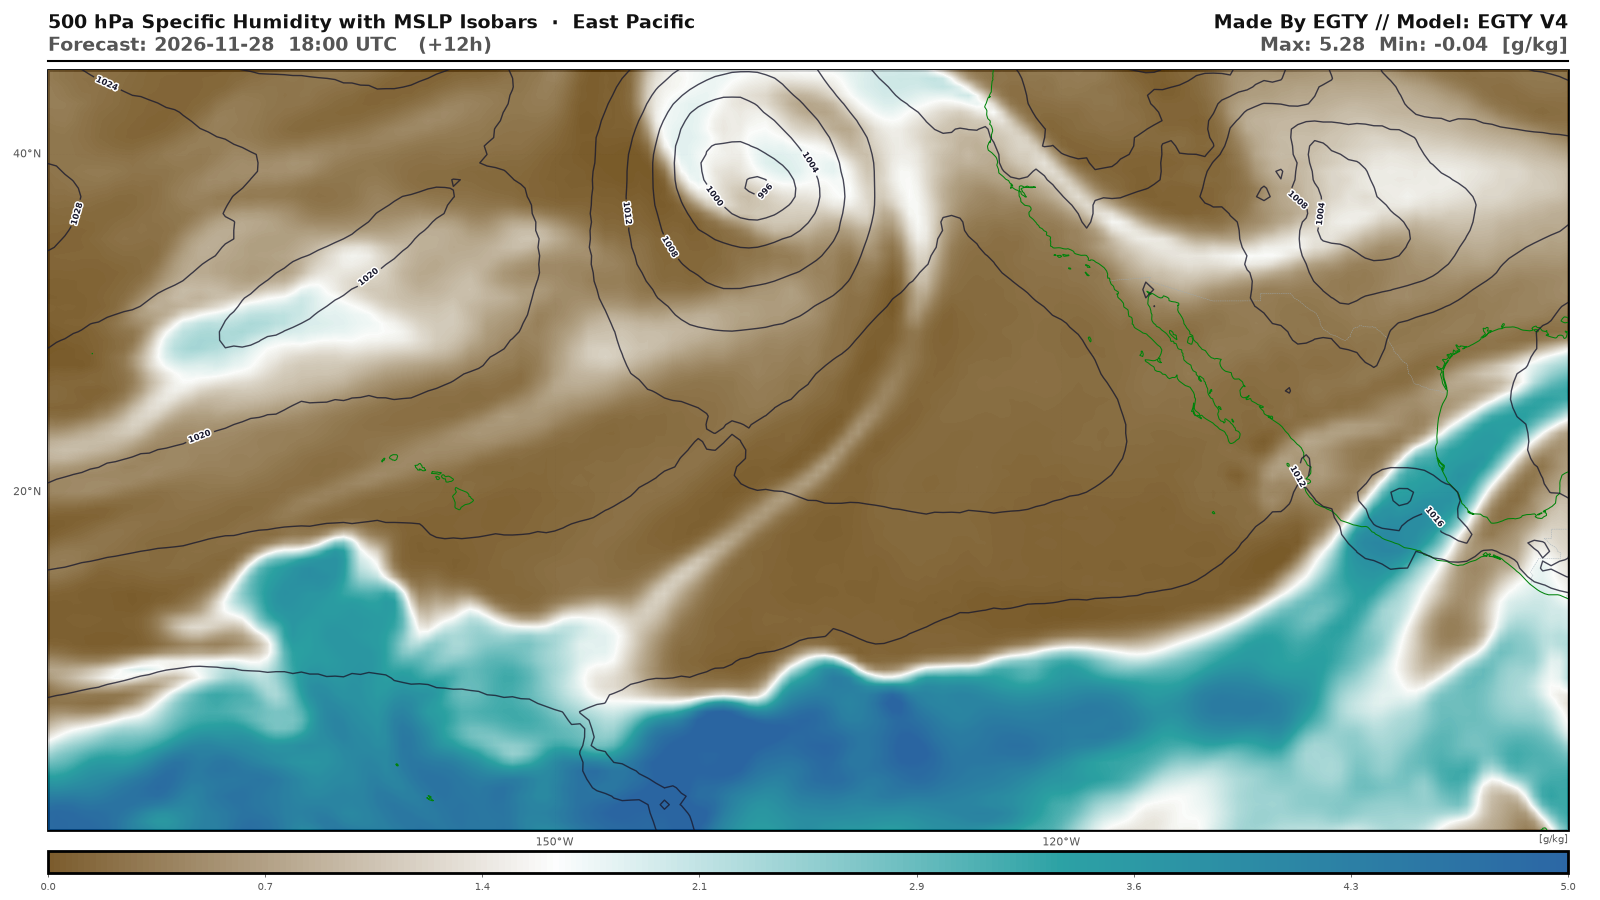 500 hPa Specific Humidity with MSLP Isobars · East Pacific
Made By EGTY // Model: EGTY V4
Forecast: 2026-11-28 18:00 UTC (+12h)
Max: 5.28 Min: -0.04 [g/kg]
1024
40°N
1004
996
1000
1008
1004
1028
1012
1008
1020
1020
1012
20°N
1016
150°W
120°W
[g/kg]
0.0
0.7
1.4
2.1
2.9
3.6
4.3
5.0